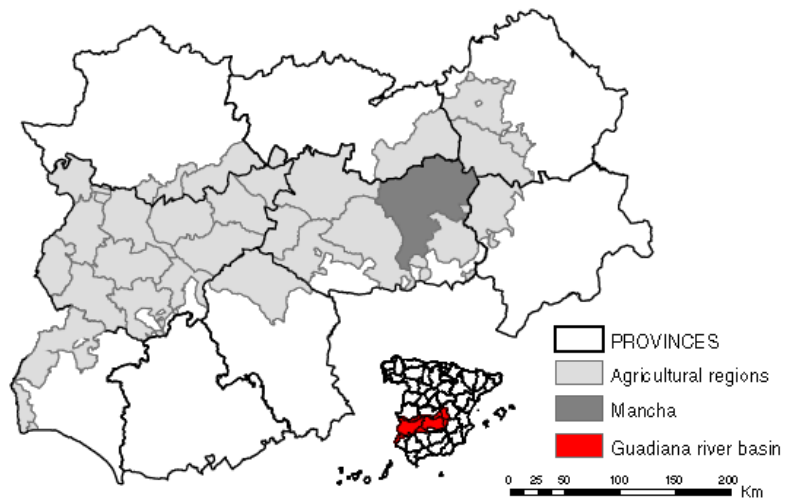 PROVINCES
Agricultural regions
Mancha
Guadiana river basin
0 25 50 100 150 200
Km